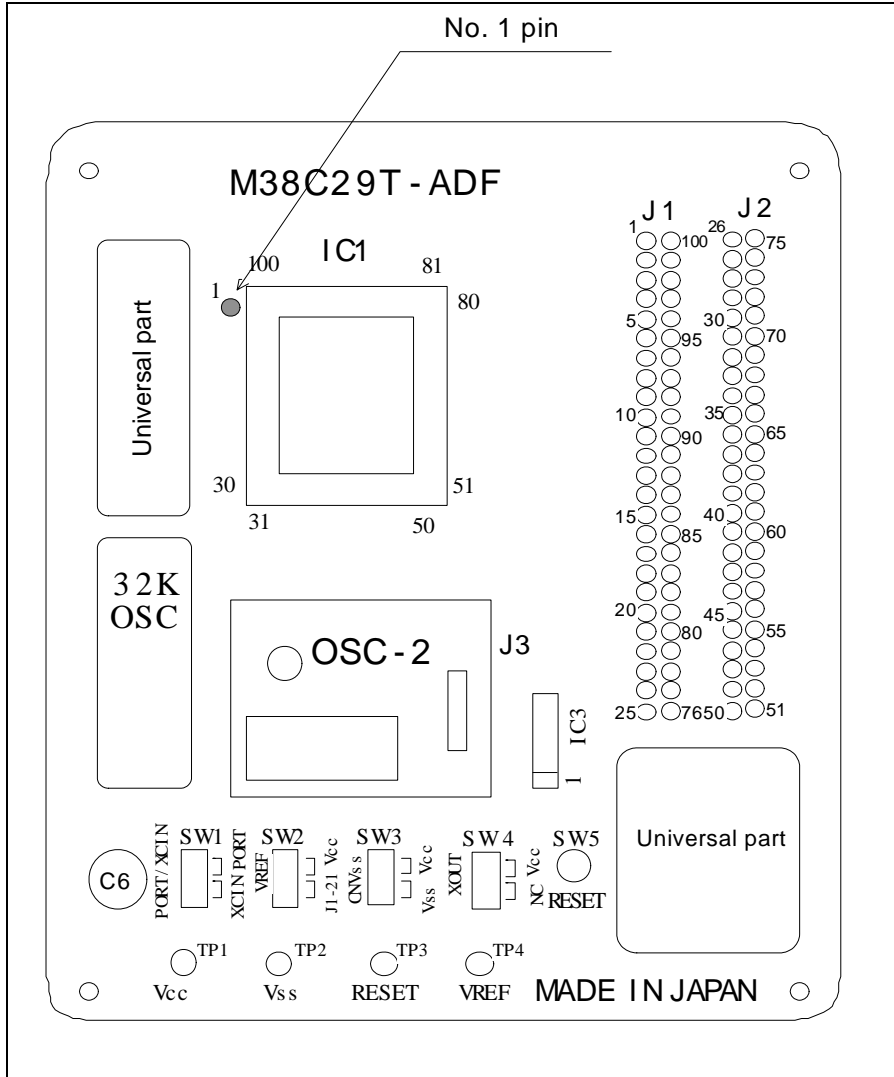 No. 1 pin
M38C29T-ADF
J1
J2
1
100
26
75
5
95
30
70
10
90
35
65
15
85
40
60
20
80
45
55
25
76
50
51
IC1
100
81
1
80
30
51
31
50
Universal part
32K
OSC
OSC-2
J3
IC3
1
Universal part
C6
PORT/XCIN
SW1
XCIN PORT
VREF
SW2
J1-21 Vcc
CNVss
SW3
Vss Vcc
XOUT
SW4
NC Vcc
SW5
RESET
TP1
Vcc
TP2
Vss
TP3
RESET
TP4
VREF
MADE IN JAPAN